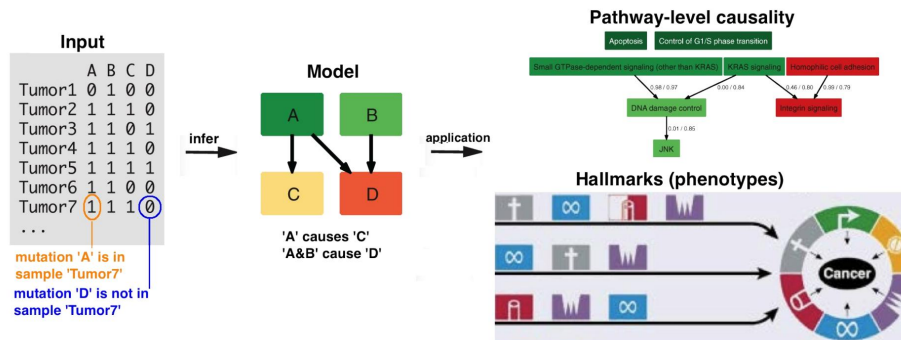 Input
A B C D
Tumor1 0 1 0 0
Tumor2 1 1 1 0
Tumor3 1 1 0 1
Tumor4 1 1 1 0
Tumor5 1 1 1 1
Tumor6 1 1 0 0
Tumor7 1 1 1 0
...
mutation 'A' is in
sample 'Tumor7'
mutation 'D' is not in
sample 'Tumor7'
infer
Model
A B
C D
'A' causes 'C'
'A&B' cause 'D'
application
Pathway-level causality
Apoptosis Control of G1/S phase transition
Small GTPase-dependent signaling (other than KRAS) KRAS signaling Homophilic cell adhesion
0.98 / 0.97 0.00 / 0.84 0.46 / 0.80 0.99 / 0.79
DNA damage control Integrin signaling
0.01 / 0.85
JNK
Hallmarks (phenotypes)
Cancer